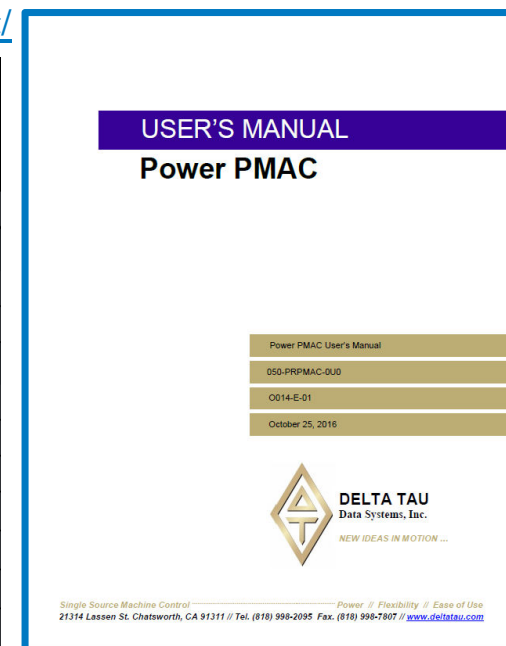 /
USER'S MANUAL
Power PMAC
Power PMAC User's Manual
050-PRPMAC-0U0
O014-E-01
October 25, 2016
DELTA TAU
Data Systems, Inc.
NEW IDEAS IN MOTION ...
Single Source Machine Control Power // Flexibility // Ease of Use
21314 Lassen St. Chatsworth, CA 91311 // Tel. (818) 998-2095 Fax. (818) 998-7807 // www.deltatau.com